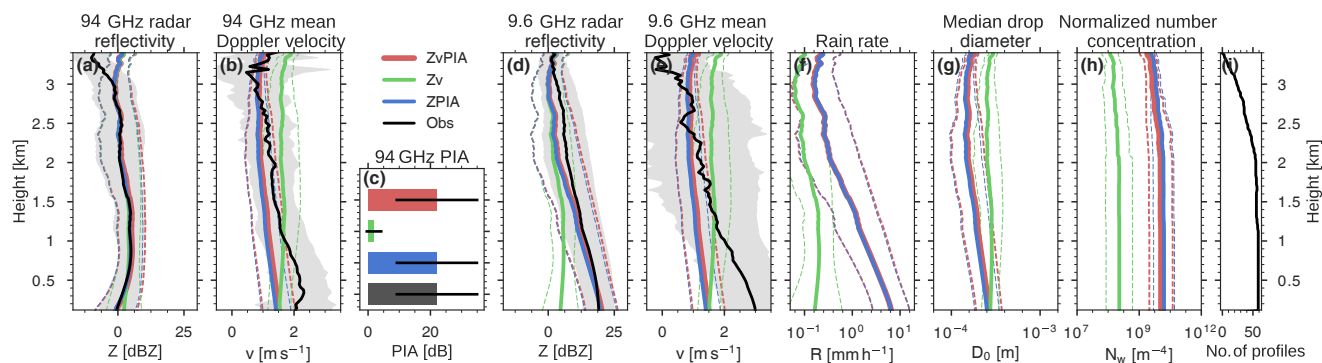 94 GHz radar
reflectivity
94 GHz mean
Doppler velocity
9.6 GHz radar
reflectivity
9.6 GHz mean
Doppler velocity
Rain rate
Median drop
diameter
Normalized number
concentration
(a)
(b)
ZvPIA
Zv
ZPIA
Obs
94 GHz PIA
(c)
(d)
(e)
(f)
(g)
(h)
(i)
Height [km]
3
2.5
2
1.5
1
0.5
3
2.5
2
1.5
1
0.5
Height [km]
0
25
Z [dBZ]
0
2
v [m s⁻¹]
0
20
PIA [dB]
0
25
Z [dBZ]
0
2
v [m s⁻¹]
10⁻¹
10⁰
10¹
R [mm h⁻¹]
10⁻⁴
10⁻³
D₀ [m]
10⁷
10⁹
10¹¹
N_w [m⁻⁴]
0
50
No. of profiles